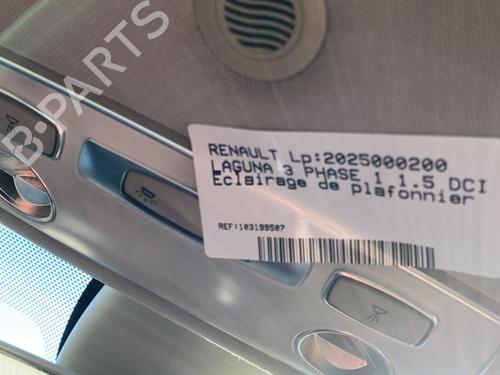 B-PARTS
RENAULT Lp:2025000200
LAGUNA 3 PHASE 1 1.5 DCI
Eclairage de plafonnier
REF:103199507